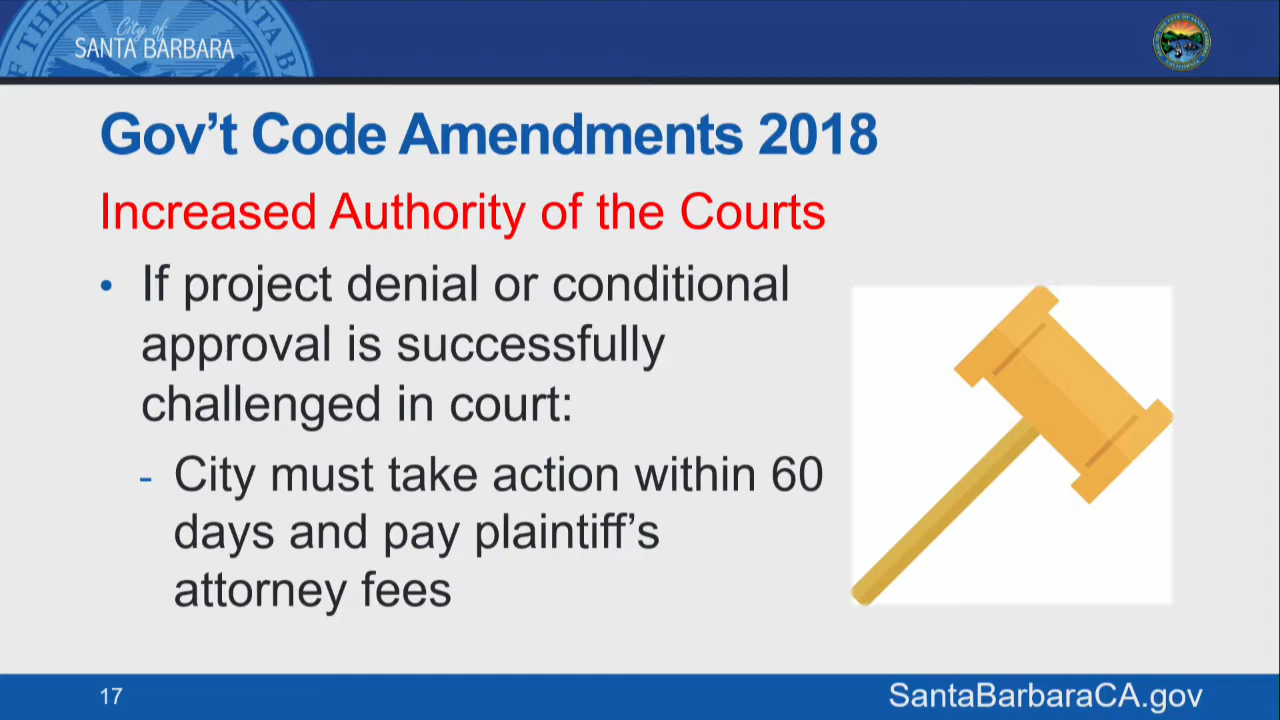 City of
SANTA BARBARA
Gov’t Code Amendments 2018
Increased Authority of the Courts
• If project denial or conditional
approval is successfully
challenged in court:
- City must take action within 60
days and pay plaintiff’s
attorney fees
17
SantaBarbaraCA.gov